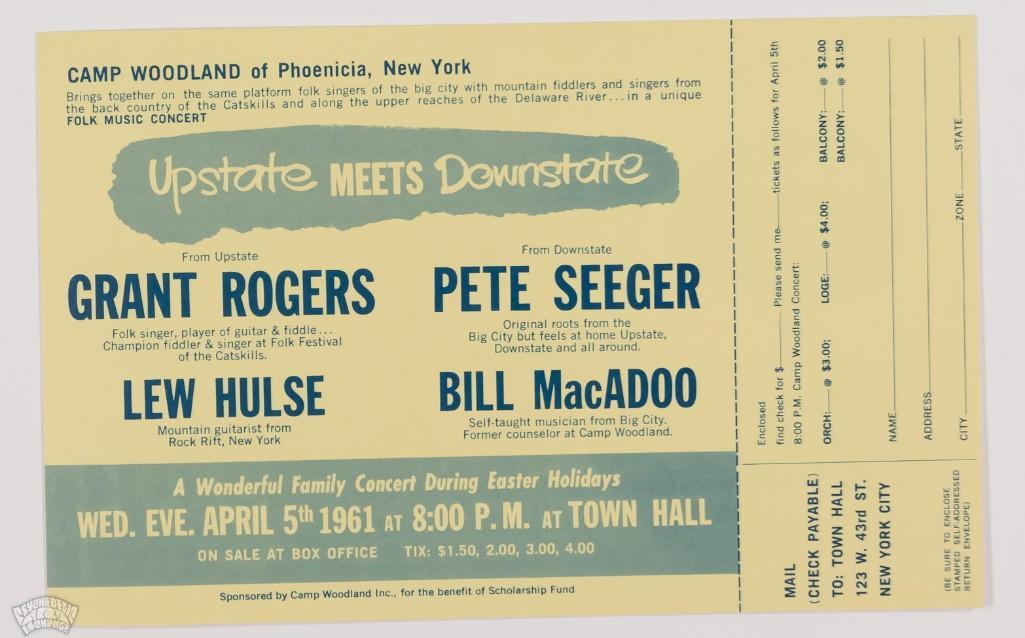 CAMP WOODLAND of Phoenicia, New York
Brings together on the same platform folk singers of the big city with mountain fiddlers and singers from
the back country of the Catskills and along the upper reaches of the Delaware River...in a unique
FOLK MUSIC CONCERT
Upstate MEETS Downstate
From Upstate
GRANT ROGERS
Folk singer, player of guitar & fiddle...
Champion fiddler & singer at Folk Festival
of the Catskills.
LEW HULSE
Mountain guitarist from
Rock Rift, New York
From Downstate
PETE SEEGER
Original roots from the
Big City but feels at home Upstate,
Downstate and all around.
BILL MacADOO
Self-taught musician from Big City.
Former counselor at Camp Woodland.
A Wonderful Family Concert During Easter Holidays
WED. EVE. APRIL 5th 1961 AT 8:00 P.M. AT TOWN HALL
ON SALE AT BOX OFFICE TIX: $1.50, 2.00, 3.00, 4.00
Sponsored by Camp Woodland Inc., for the benefit of Scholarship Fund
Enclosed
find check for $______. Please send me______tickets as follows for April 5th
8:00 P.M. Camp Woodland Concert:
ORCH:____@ $3.00; LOGE:____@ $4.00; BALCONY:____@ $2.00
BALCONY:____@ $1.50
NAME______
ADDRESS______
CITY______ZONE______STATE______
MAIL
(CHECK PAYABLE)
TO: TOWN HALL
123 W. 43rd ST.
NEW YORK CITY
(BE SURE TO ENCLOSE
STAMPED SELF-ADDRESSED
RETURN ENVELOPE)